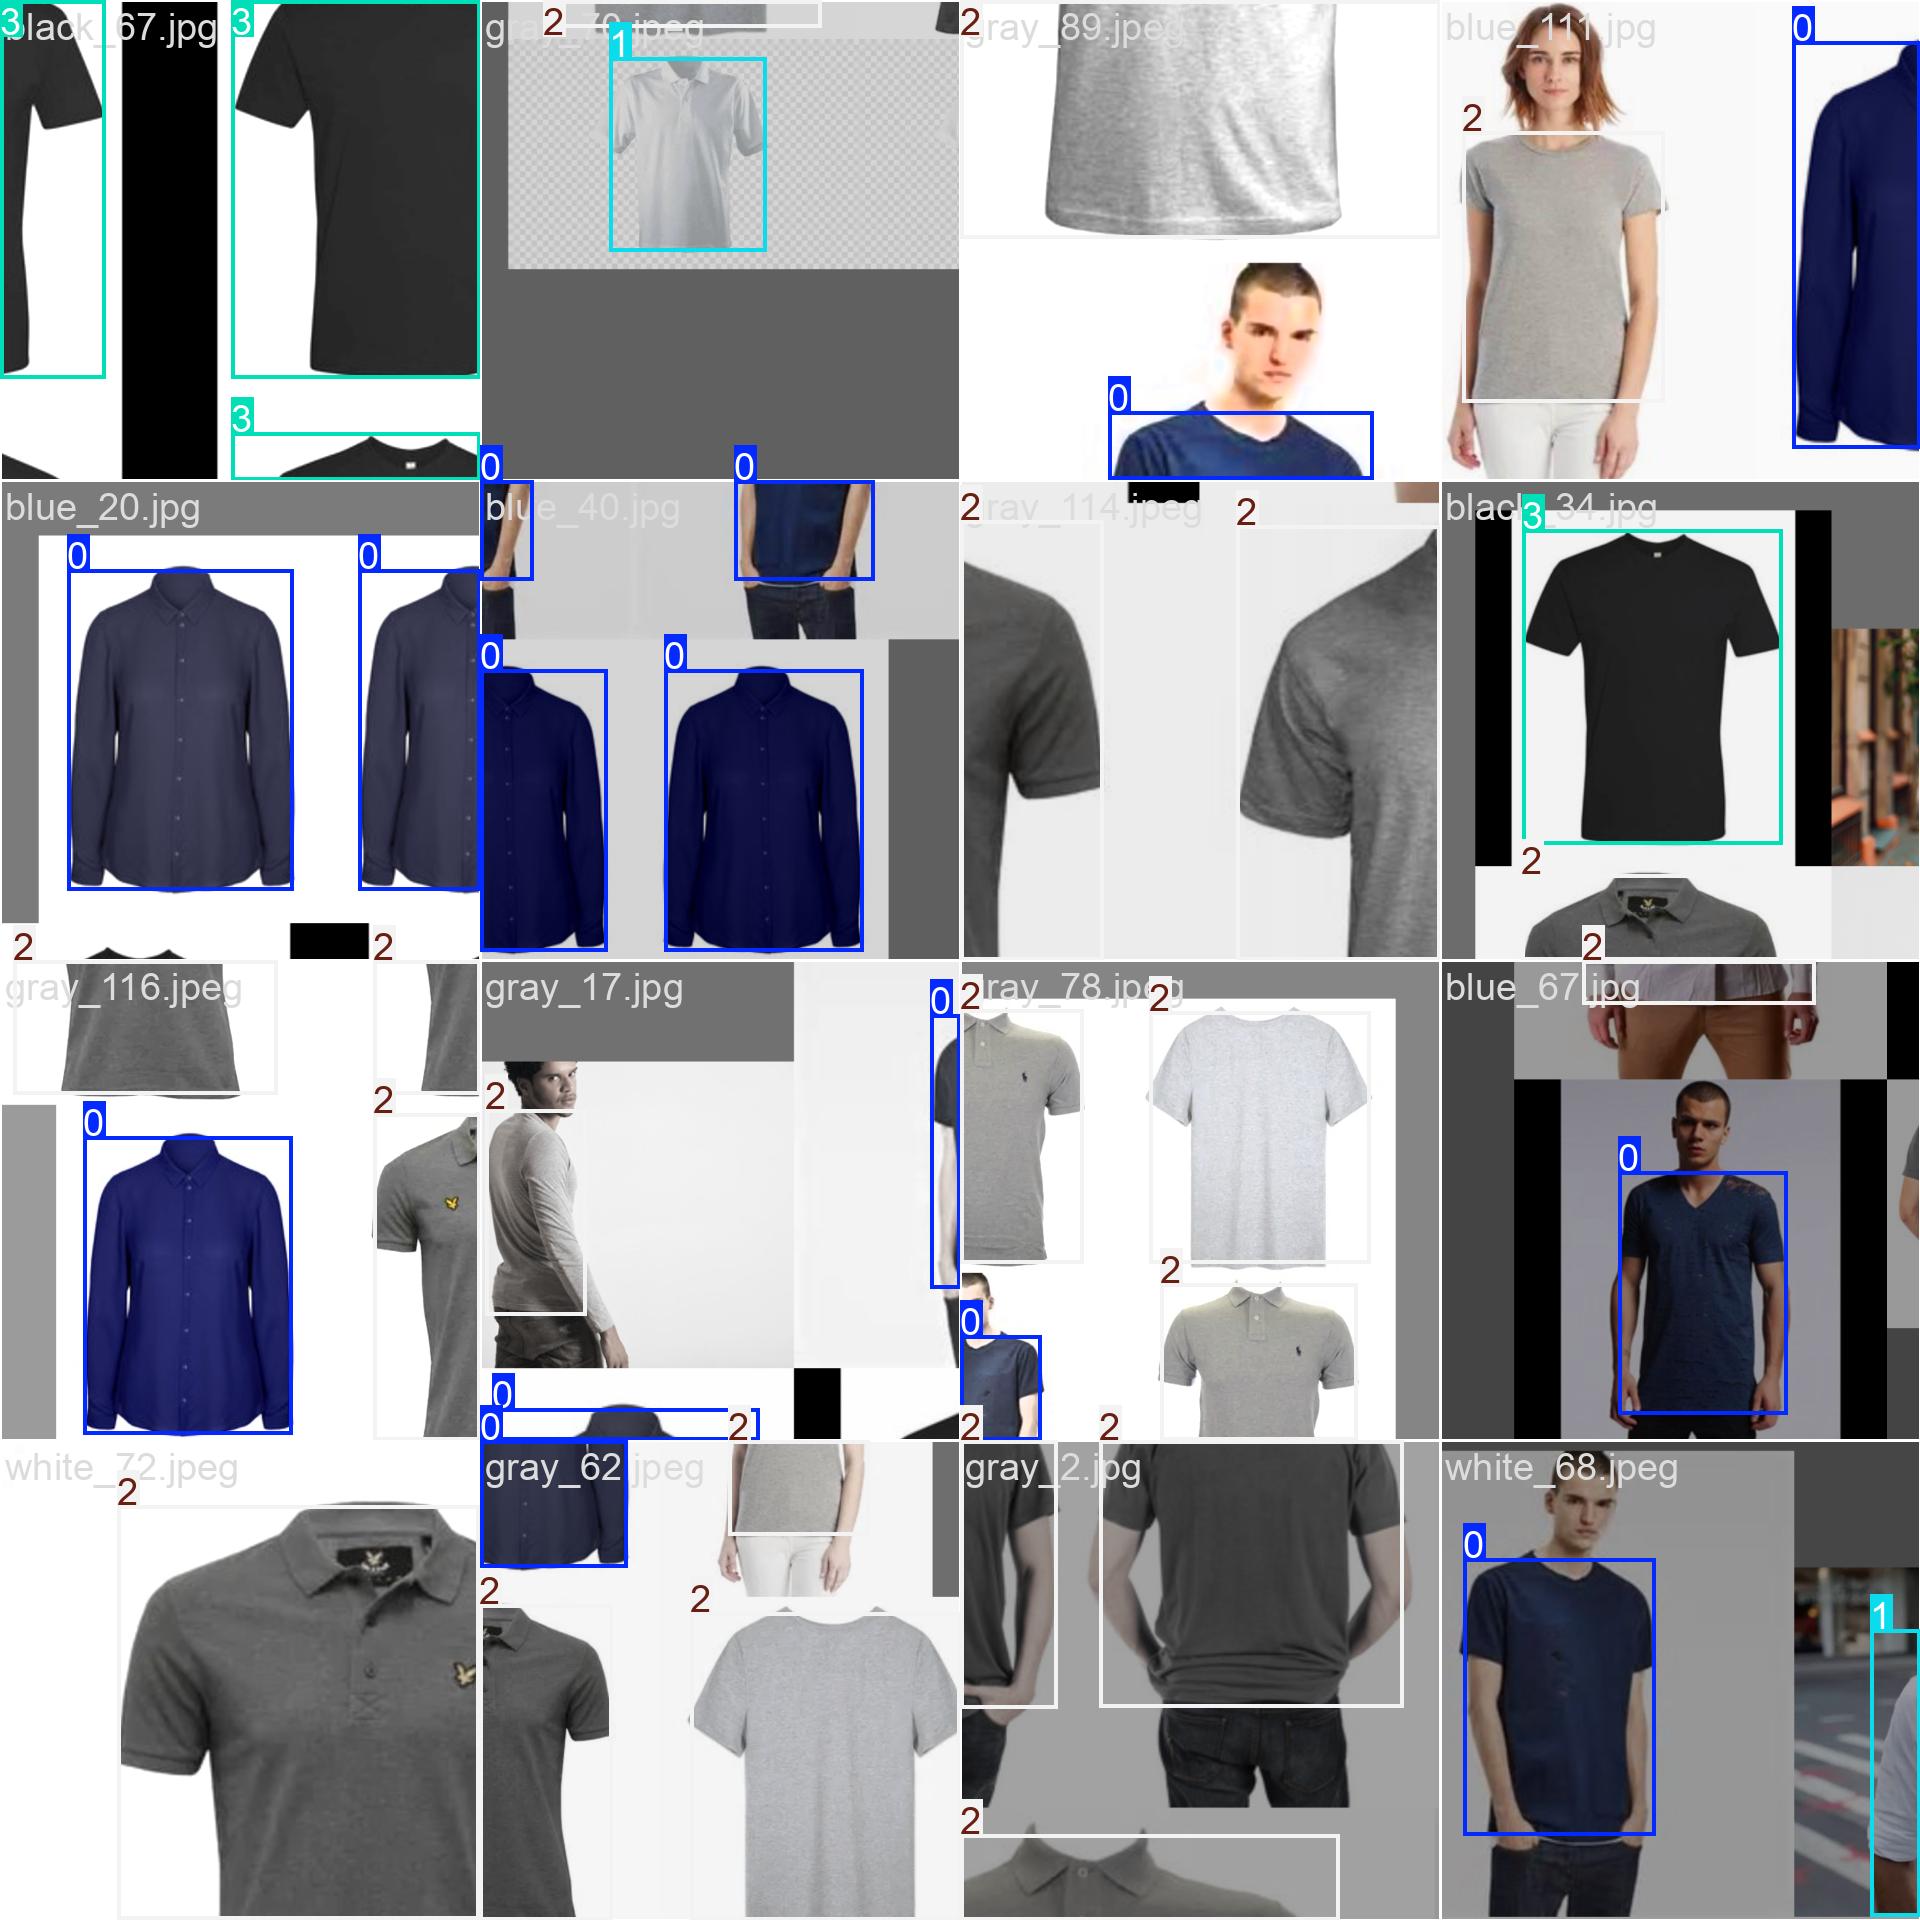 3 black_67.jpg 3
3
2 gray_70.jpeg
1
2 gray_89.jpeg
0
blue_111.jpg 0
2
blue_20.jpg
0 0
2 2
0 blue_40.jpg 0
0 0
2 gray_114.jpeg 2
black_34.jpg 3
2
gray_116.jpeg
2
0
gray_17.jpg
0
2
0
2 gray_78.jpeg 2
2
0
blue_67.jpg 2
0
white_72.jpeg
2
0 gray_62.jpeg 2
2 2
2 gray_2.jpg 2
2
white_68.jpeg
0
1